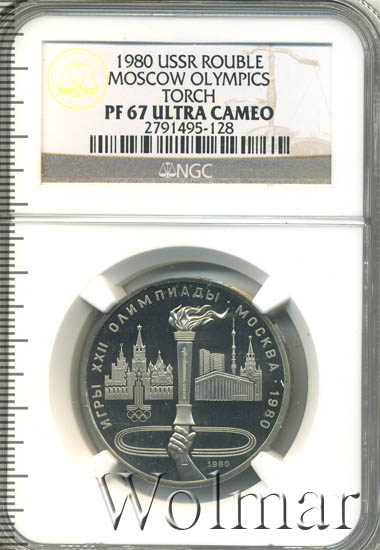 1980 USSR ROUBLE
MOSCOW OLYMPICS
TORCH
PF 67 ULTRA CAMEO
2791495-128
NGC
ИГРЫ XXII ОЛИМПИАДЫ · МОСКВА · 1980
1980
Wolmar